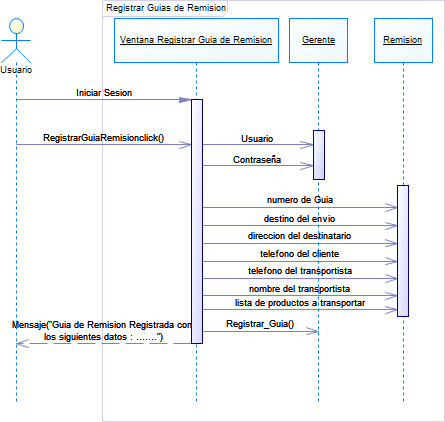 Registrar Guias de Remision
Ventana Registrar Guia de Remision
Gerente
Remision
Usuario
Iniciar Sesion
RegistrarGuiaRemisionclick()
Usuario
Contraseña
numero de Guia
destino del envio
direccion del destinatario
telefono del cliente
telefono del transportista
nombre del transportista
lista de productos a transportar
Mensaje("Guia de Remision Registrada con
los siguientes datos : .......")
Registrar_Guia()